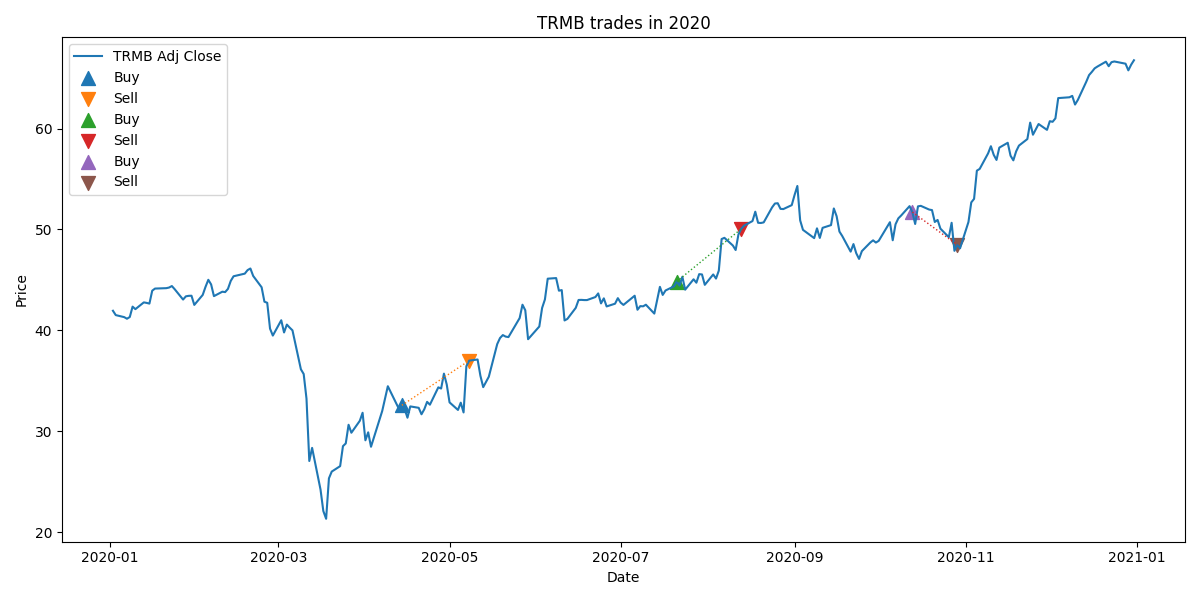 TRMB trades in 2020
TRMB Adj Close
Buy
Sell
Buy
Sell
Buy
Sell
Price
60
50
40
30
20
2020-01
2020-03
2020-05
2020-07
2020-09
2020-11
2021-01
Date